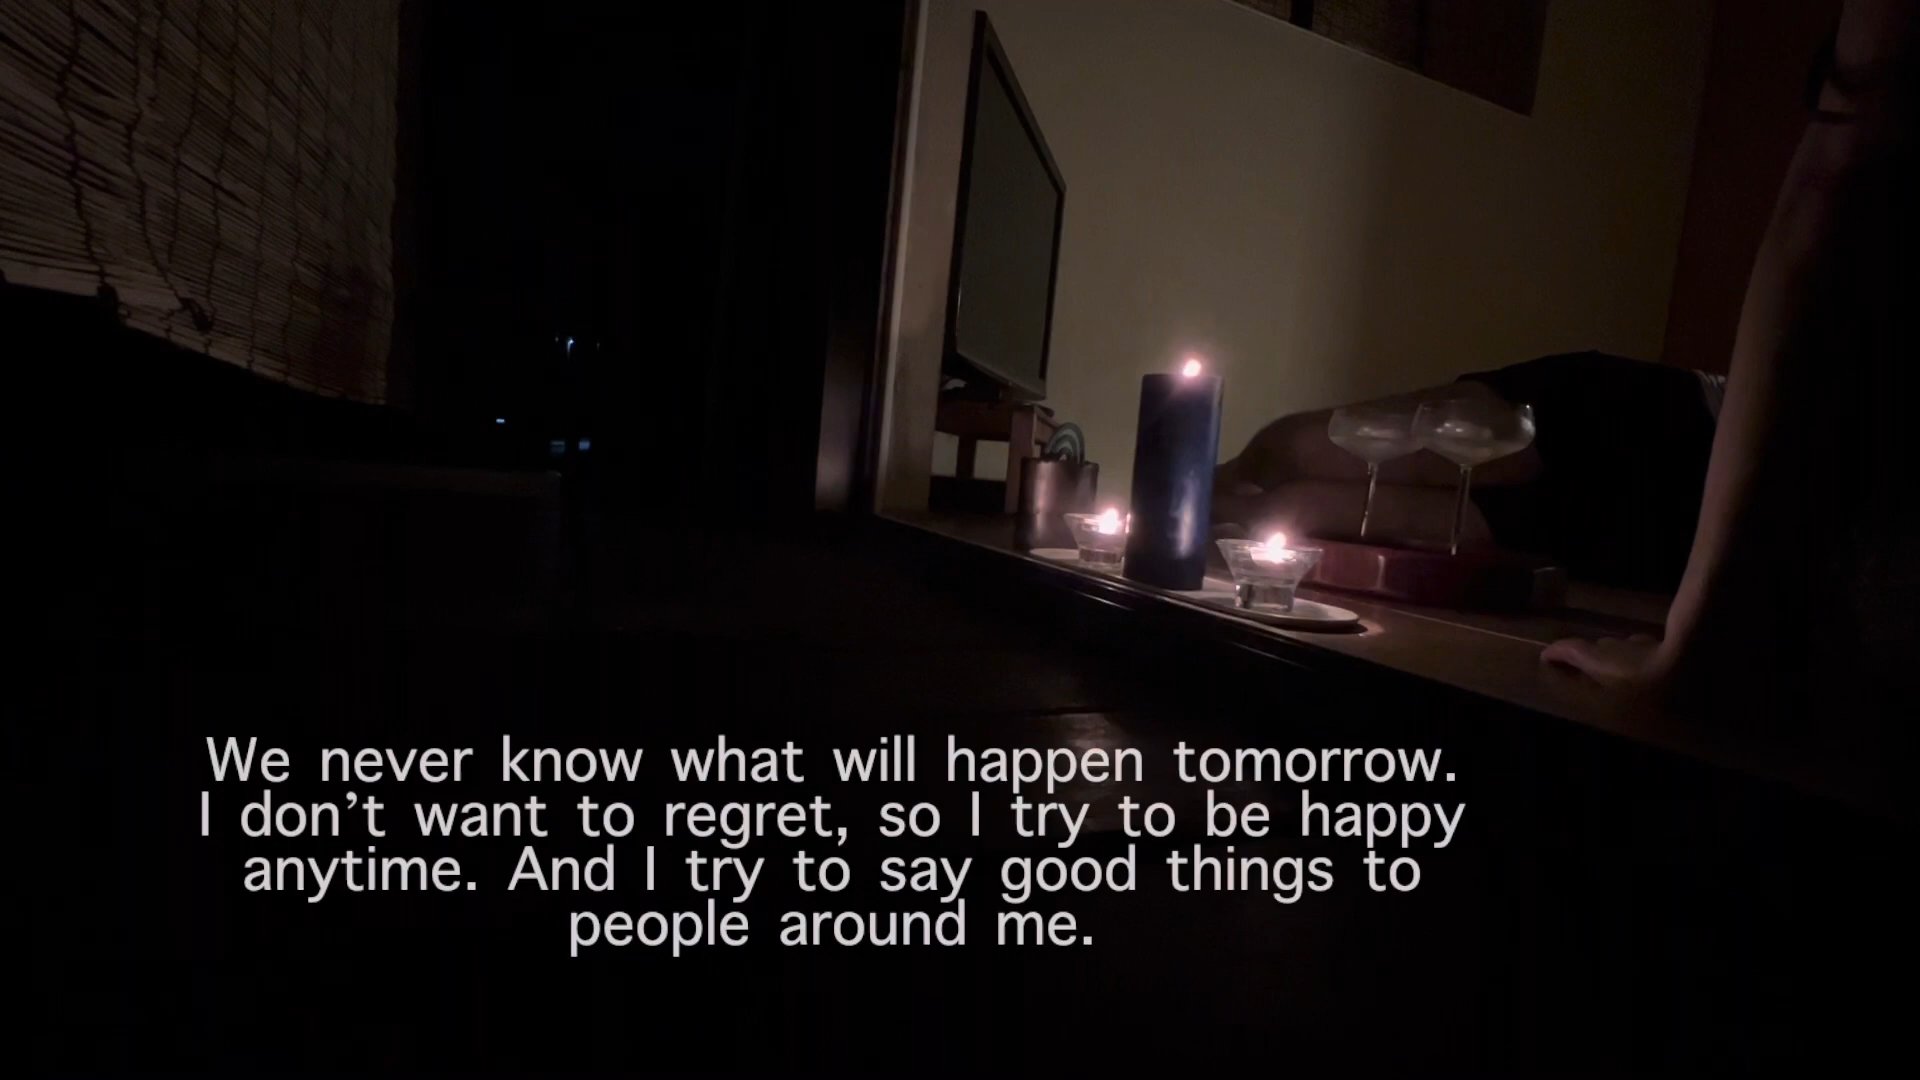 We never know what will happen tomorrow.
I don’t want to regret, so I try to be happy
anytime. And I try to say good things to
people around me.